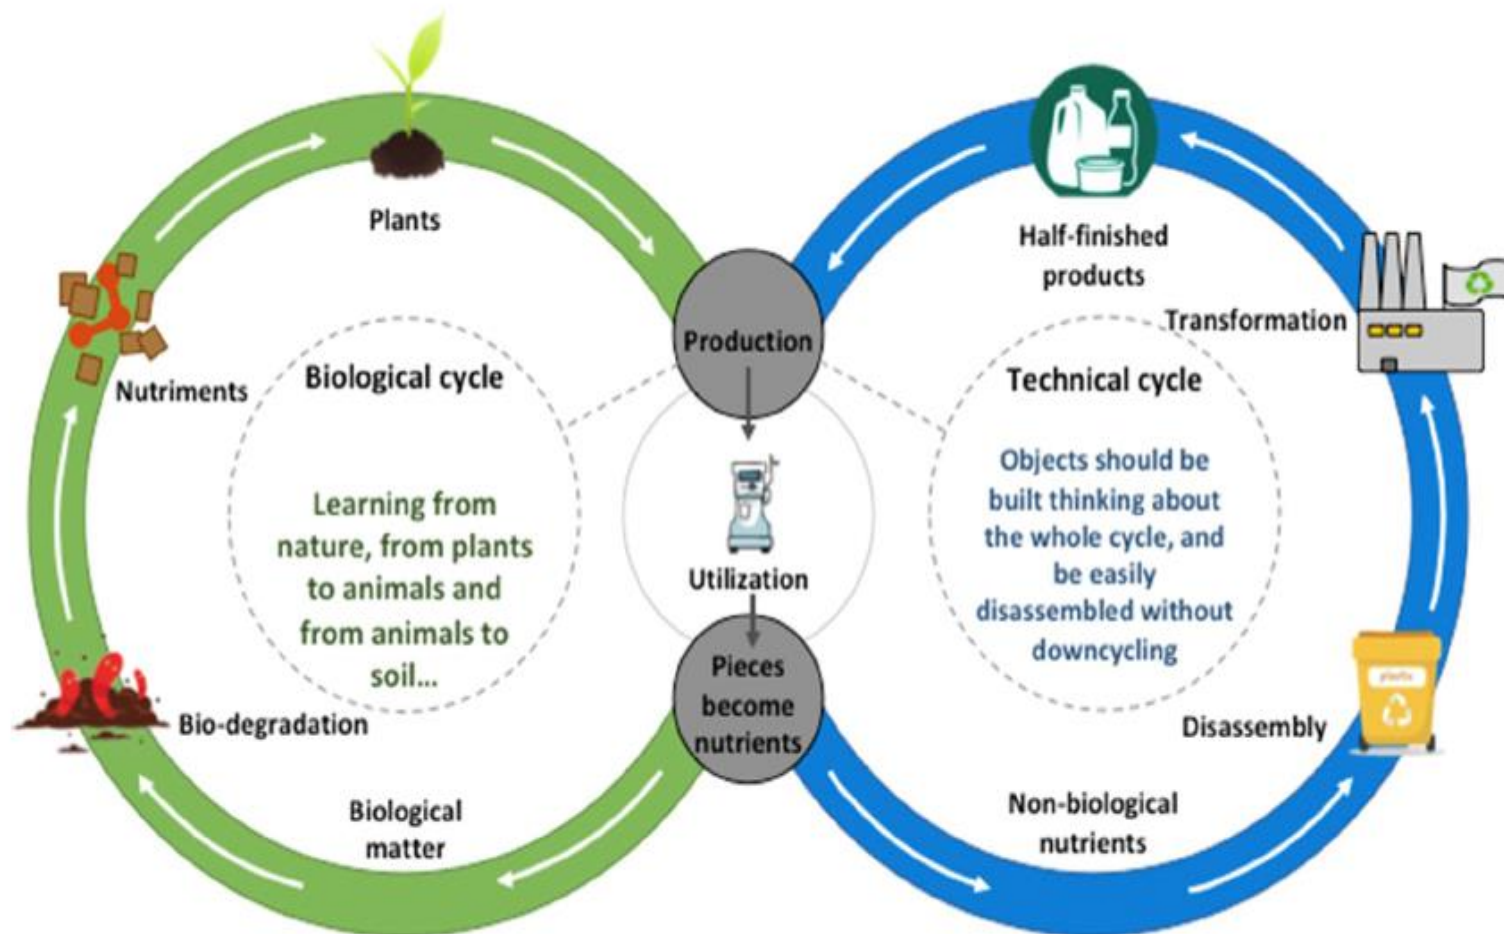 Plants
Half-finished
products
Production
Transformation
Nutriments
Biological cycle
Technical cycle
Learning from
nature, from plants
to animals and
from animals to
soil...
Objects should be
built thinking about
the whole cycle, and
be easily
disassembled without
downcycling
Utilization
Pieces
become
nutrients
Bio-degradation
Disassembly
Biological
matter
Non-biological
nutrients